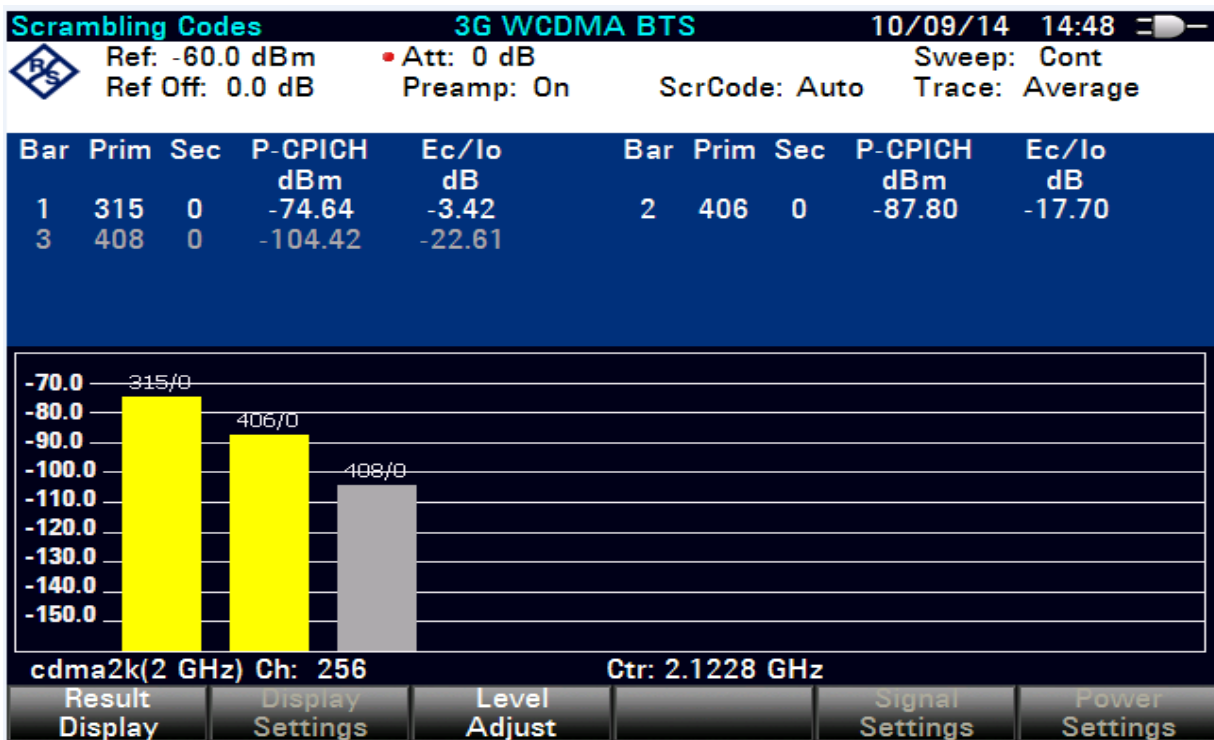 Scrambling Codes 3G WCDMA BTS 10/09/14 14:48
R&S Ref: -60.0 dBm Att: 0 dB Sweep: Cont
Ref Off: 0.0 dB Preamp: On ScrCode: Auto Trace: Average
Bar Prim Sec P-CPICH Ec/Io Bar Prim Sec P-CPICH Ec/Io
dBm dB dBm dB
1 315 0 -74.64 -3.42 2 406 0 -87.80 -17.70
3 408 0 -104.42 -22.61
-70.0 315/0
-80.0 406/0
-90.0
-100.0 408/0
-110.0
-120.0
-130.0
-140.0
-150.0
cdma2k(2 GHz) Ch: 256 Ctr: 2.1228 GHz
Result Display Level Signal Power
Display Settings Adjust Settings Settings